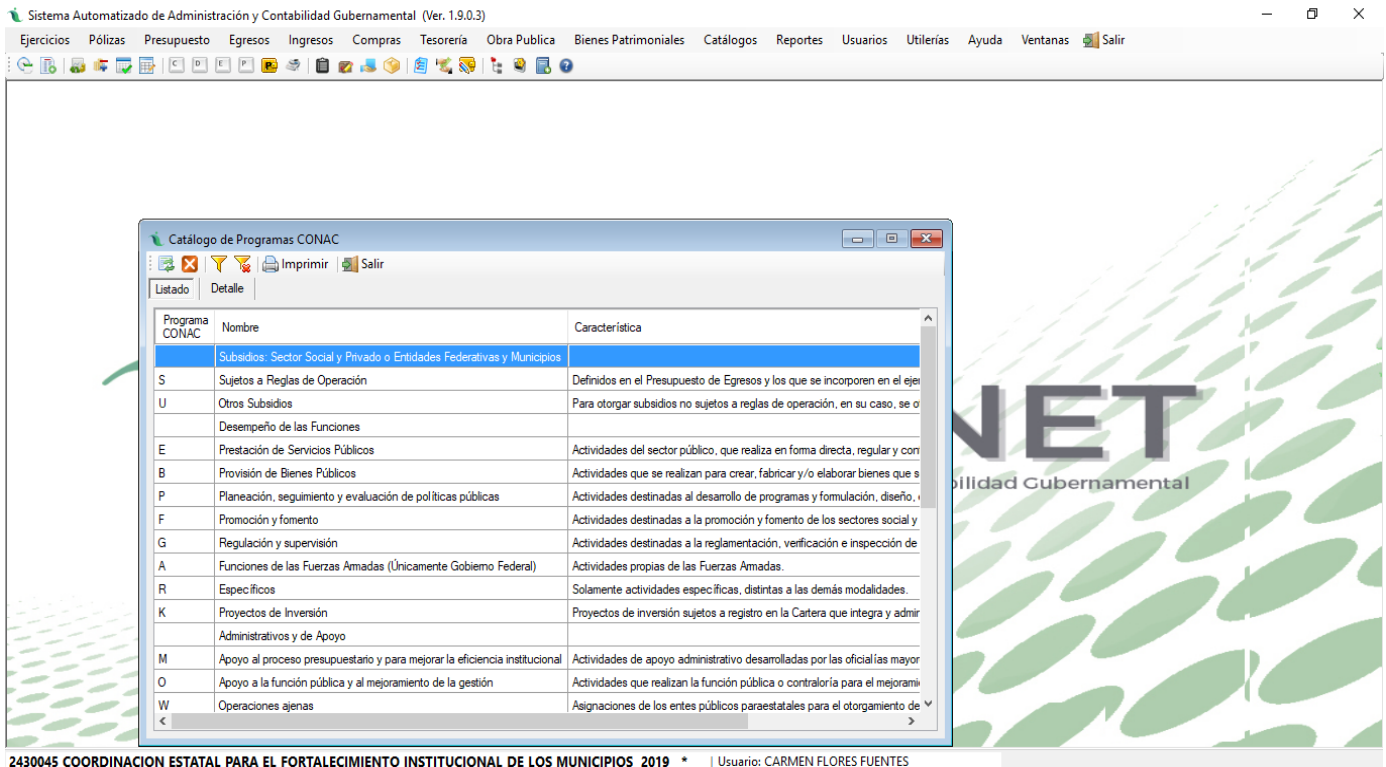 Sistema Automatizado de Administración y Contabilidad Gubernamental (Ver. 1.9.0.3)
Ejercicios Pólizas Presupuesto Egresos Ingresos Compras Tesorería Obra Publica Bienes Patrimoniales Catálogos Reportes Usuarios Utilerías Ayuda Ventanas Salir
C P E P P
Catálogo de Programas CONAC
Imprimir Salir
Listado Detalle
Programa CONAC Nombre Característica
Subsidios: Sector Social y Privado o Entidades Federativas y Municipios
S Sujetos a Reglas de Operación Definidos en el Presupuesto de Egresos y los que se incorporen en el
U Otros Subsidios Para otorgar subsidios no sujetos a reglas de operación, en su caso, se
Desempeño de las Funciones
E Prestación de Servicios Públicos Actividades del sector público, que realiza en forma directa, regular y
B Provisión de Bienes Públicos Actividades que se realizan para crear, fabricar y/o elaborar bienes que s
P Planeación, seguimiento y evaluación de políticas públicas Actividades destinadas al desarrollo de programas y formulación, diseño,
F Promoción y fomento Actividades destinadas a la promoción y fomento de los sectores social y
G Regulación y supervisión Actividades destinadas a la reglamentación, verificación e inspección de
A Funciones de las Fuerzas Armadas (Únicamente Gobierno Federal) Actividades propias de las Fuerzas Armadas.
R Específicos Solamente actividades específicas, distintas a las demás modalidades.
K Proyectos de Inversión Proyectos de inversión sujetos a registro en la Cartera que integra y admir
Administrativos y de Apoyo
M Apoyo al proceso presupuestario y para mejorar la eficiencia institucional Actividades de apoyo administrativo desarrolladas por las oficialías mayor
O Apoyo a la función pública y al mejoramiento de la gestión Actividades que realizan la función pública o contraloría para el mejorami
W Operaciones ajenas Asignaciones de los entes públicos paraestatales para el otorgamiento de
NET
bilidad Gubernamental
2430045 COORDINACION ESTATAL PARA EL FORTALECIMIENTO INSTITUCIONAL DE LOS MUNICIPIOS 2019 * | Usuario: CARMEN FLORES FUENTES